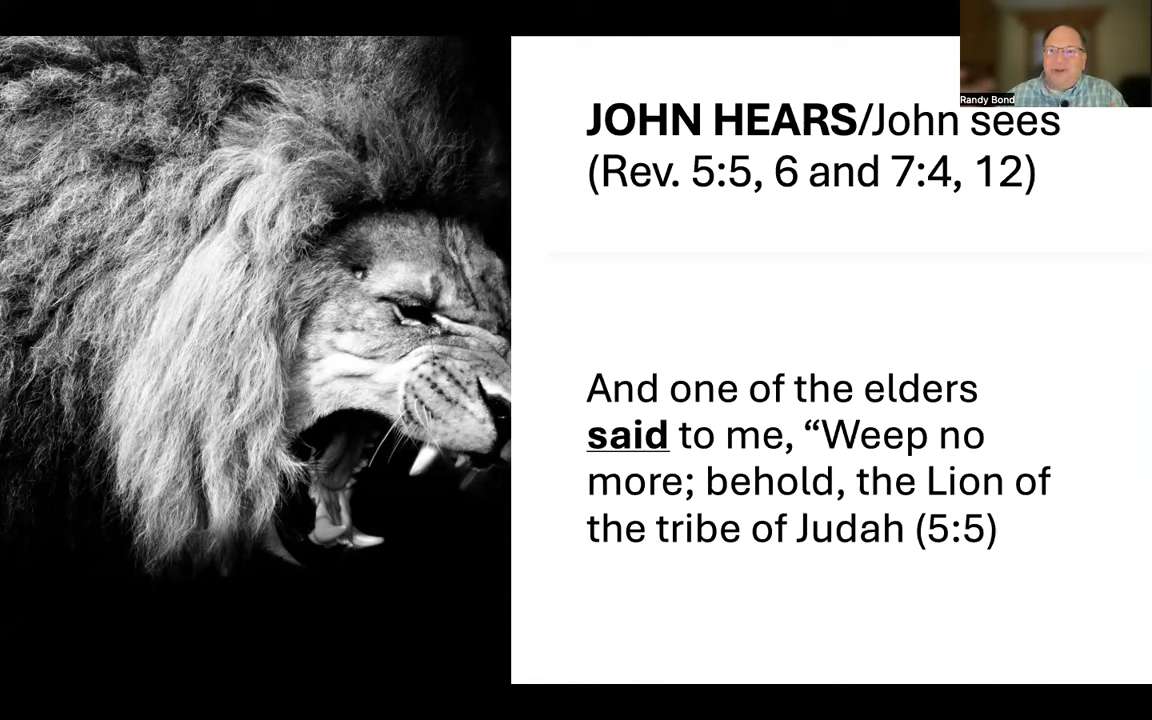 Randy Bond
JOHN HEARS/John sees
(Rev. 5:5, 6 and 7:4, 12)
And one of the elders
said to me, “Weep no
more; behold, the Lion of
the tribe of Judah (5:5)